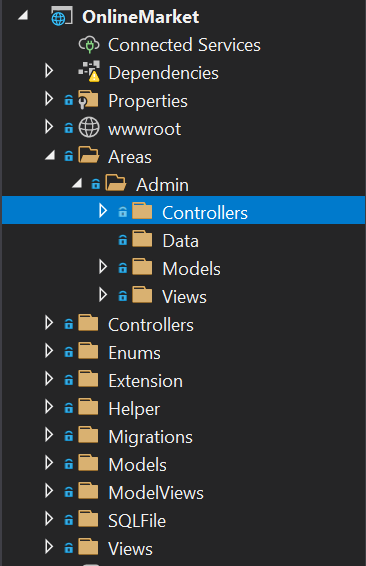 OnlineMarket
Connected Services
Dependencies
Properties
wwwroot
Areas
Admin
Controllers
Data
Models
Views
Controllers
Enums
Extension
Helper
Migrations
Models
ModelViews
SQLFile
Views